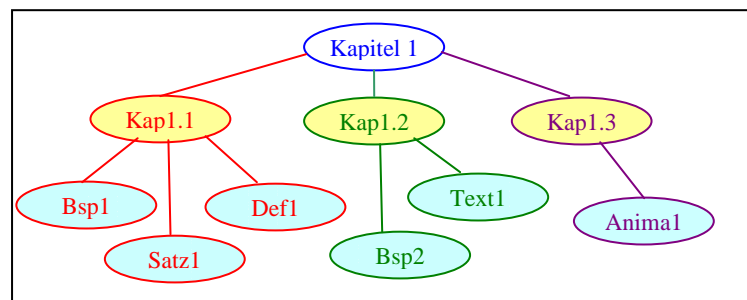 Kapitel 1
Kap1.1
Kap1.2
Kap1.3
Bsp1
Satz1
Def1
Bsp2
Text1
Anima1